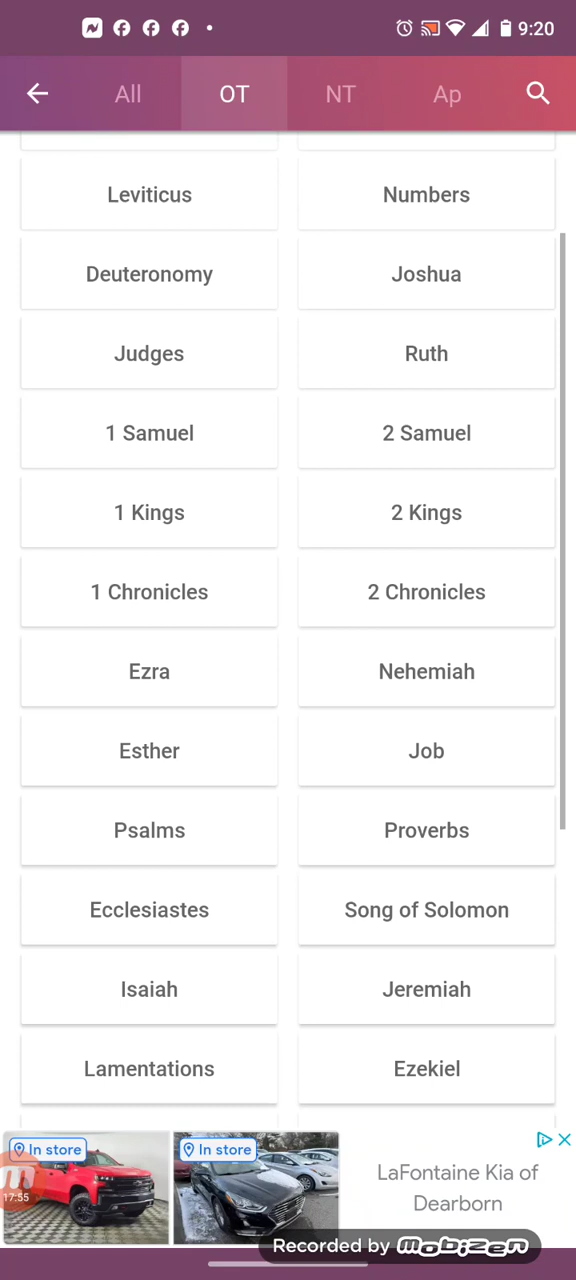 9:20
All OT NT Ap
Leviticus Numbers
Deuteronomy Joshua
Judges Ruth
1 Samuel 2 Samuel
1 Kings 2 Kings
1 Chronicles 2 Chronicles
Ezra Nehemiah
Esther Job
Psalms Proverbs
Ecclesiastes Song of Solomon
Isaiah Jeremiah
Lamentations Ezekiel
In store In store
LaFontaine Kia of
Dearborn
17:55
Recorded by mobizen